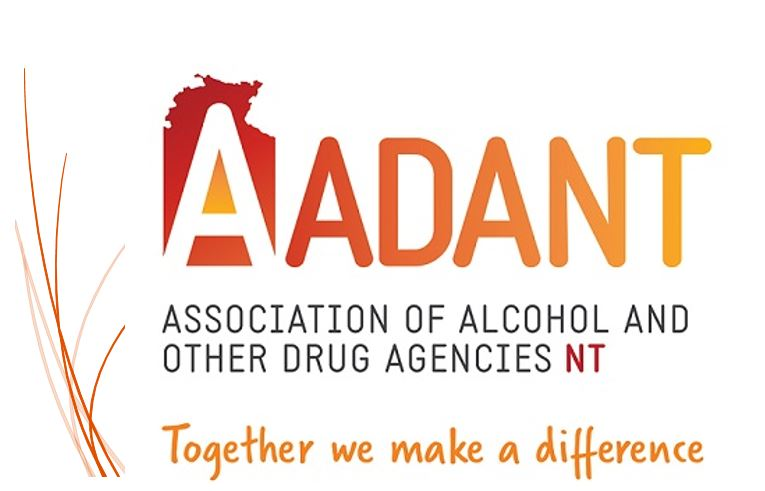 AADANT
ASSOCIATION OF ALCOHOL AND
OTHER DRUG AGENCIES NT
Together we make a difference